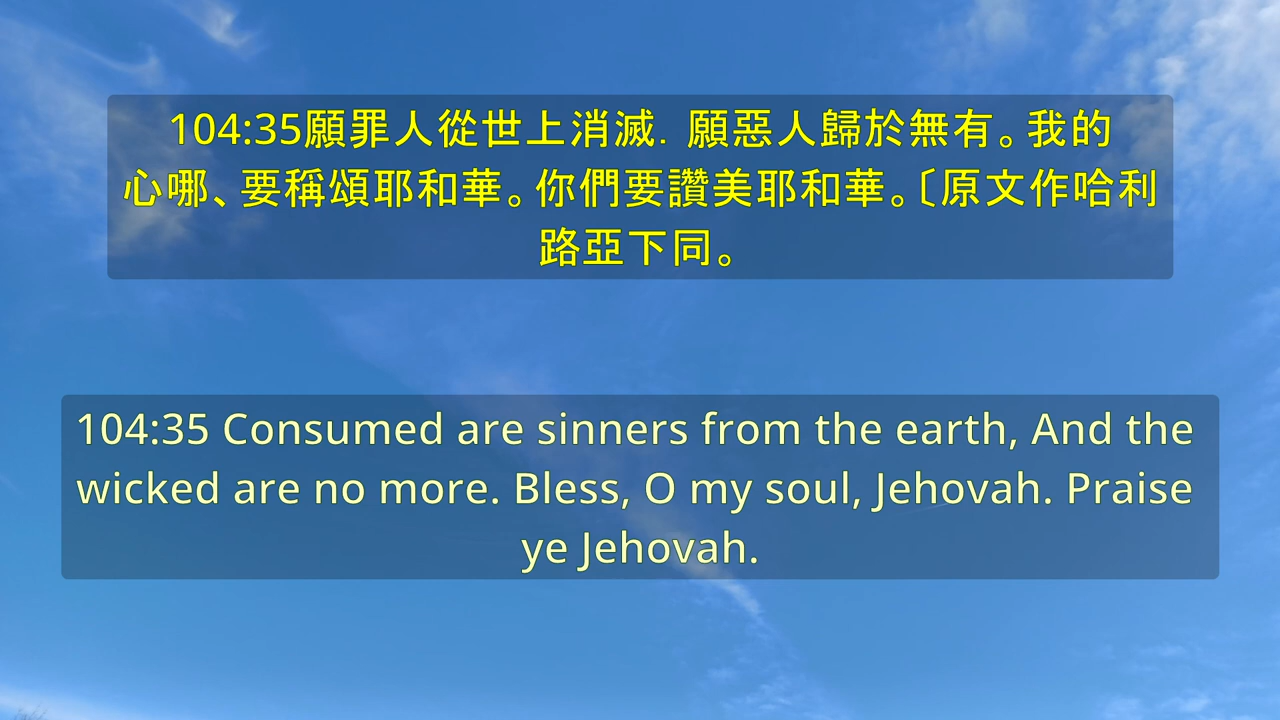 104:35願罪人從世上消滅．願惡人歸於無有。我的
心哪、要稱頌耶和華。你們要讚美耶和華。〔原文作哈利
路亞下同。
104:35 Consumed are sinners from the earth, And the
wicked are no more. Bless, O my soul, Jehovah. Praise
ye Jehovah.